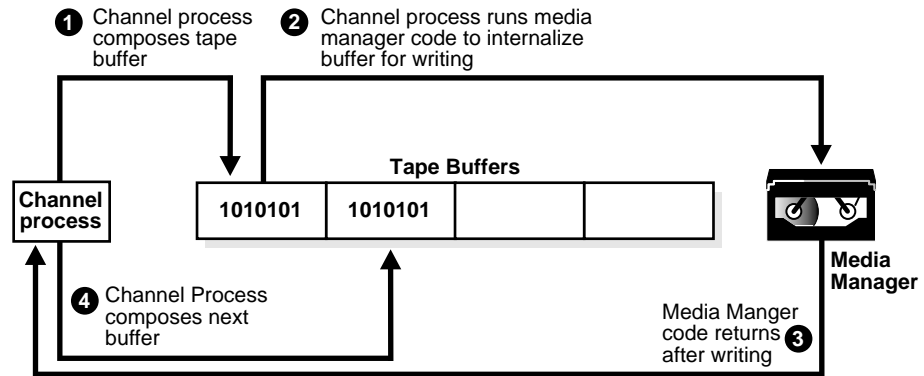 1 Channel process
composes tape
buffer
2 Channel process runs media
manager code to internalize
buffer for writing
Tape Buffers
Channel
process
1010101
1010101
Media
Manager
4 Channel Process
composes next
buffer
Media Manger
code returns
after writing 3